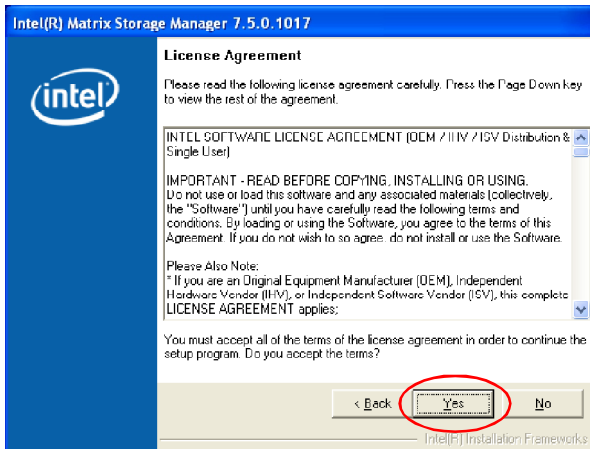 Intel(R) Matrix Storage Manager 7.5.0.1017
intel
License Agreement
Please read the following license agreement carefully. Press the Page Down key
to view the rest of the agreement.
INTEL SOFTWARE LICENSE AGREEMENT (OEM / IHV / ISV Distribution &
Single User)
IMPORTANT - READ BEFORE COPYING, INSTALLING OR USING.
Do not use or load this software and any associated materials (collectively,
the "Software") until you have carefully read the following terms and
conditions. By loading or using the Software, you agree to the terms of this
Agreement. If you do not wish to so agree, do not install or use the Software.
Please Also Note:
* If you are an Original Equipment Manufacturer (OEM), Independent
Hardware Vendor (IHV), or Independent Software Vendor (ISV), this complete
LICENSE AGREEMENT applies;
You must accept all of the terms of the license agreement in order to continue the
setup program. Do you accept the terms?
< Back
Yes
No
Intel(R) Installation Frameworks